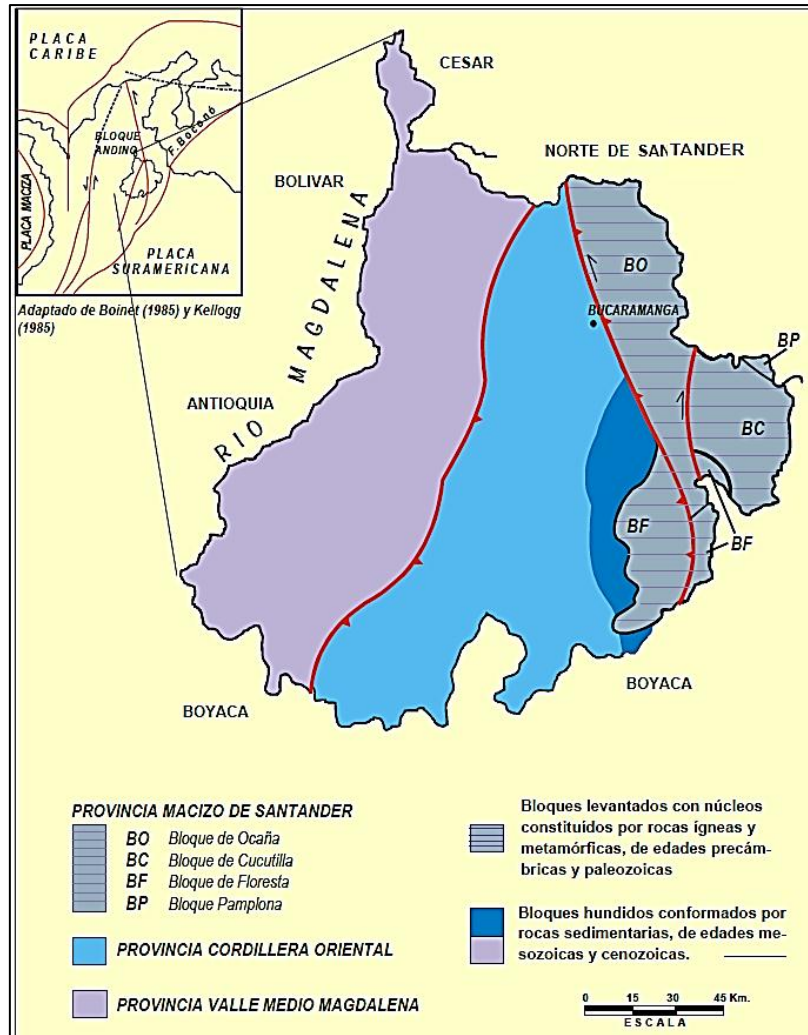 PLACA
CARIBE
BLOQUE
ANDINO
F. Boconó
PLACA MACIZA
PLACA
SURAMERICANA
Adaptado de Boinet (1985) y Kellogg
(1985)
CESAR
NORTE DE SANTANDER
BOLIVAR
RIO MAGDALENA
BO
BUCARAMANGA
BP
ANTIOQUIA
BC
BF
BF
BOYACA
BOYACA
PROVINCIA MACIZO DE SANTANDER
BO Bloque de Ocaña
BC Bloque de Cucutilla
BF Bloque de Floresta
BP Bloque Pamplona
PROVINCIA CORDILLERA ORIENTAL
PROVINCIA VALLE MEDIO MAGDALENA
Bloques levantados con núcleos
constituidos por rocas ígneas y
metamórficas, de edades precám-
bricas y paleozoicas
Bloques hundidos conformados por
rocas sedimentarias, de edades me-
sozoicas y cenozoicas.
0 15 30 45 Km.
ESCALA